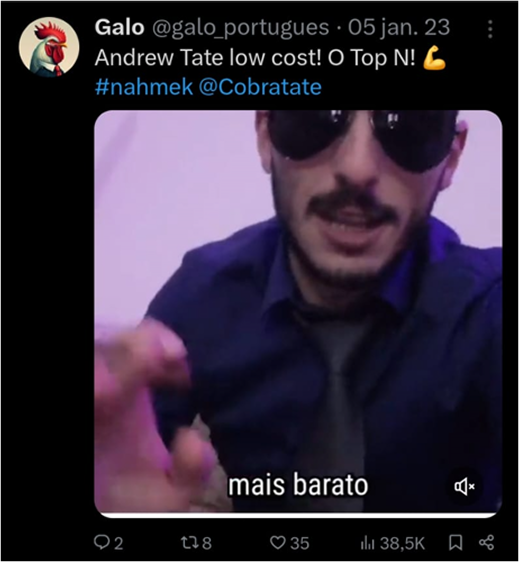 Galo @galo_portugues · 05 jan. 23
Andrew Tate low cost! O Top N! 💪
#nahmek @Cobratate
mais barato
2 8 35 38,5K